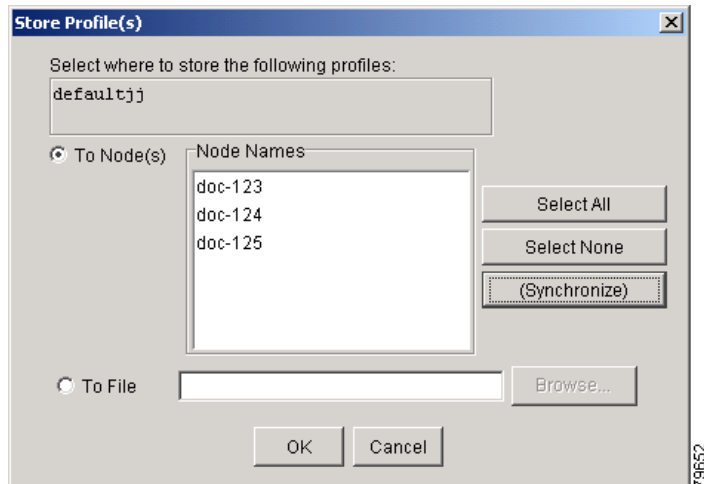 Store Profile(s)
Select where to store the following profiles:
defaultjj
To Node(s)
Node Names
doc-123
doc-124
doc-125
Select All
Select None
(Synchronize)
To File
Browse...
OK
Cancel
79652